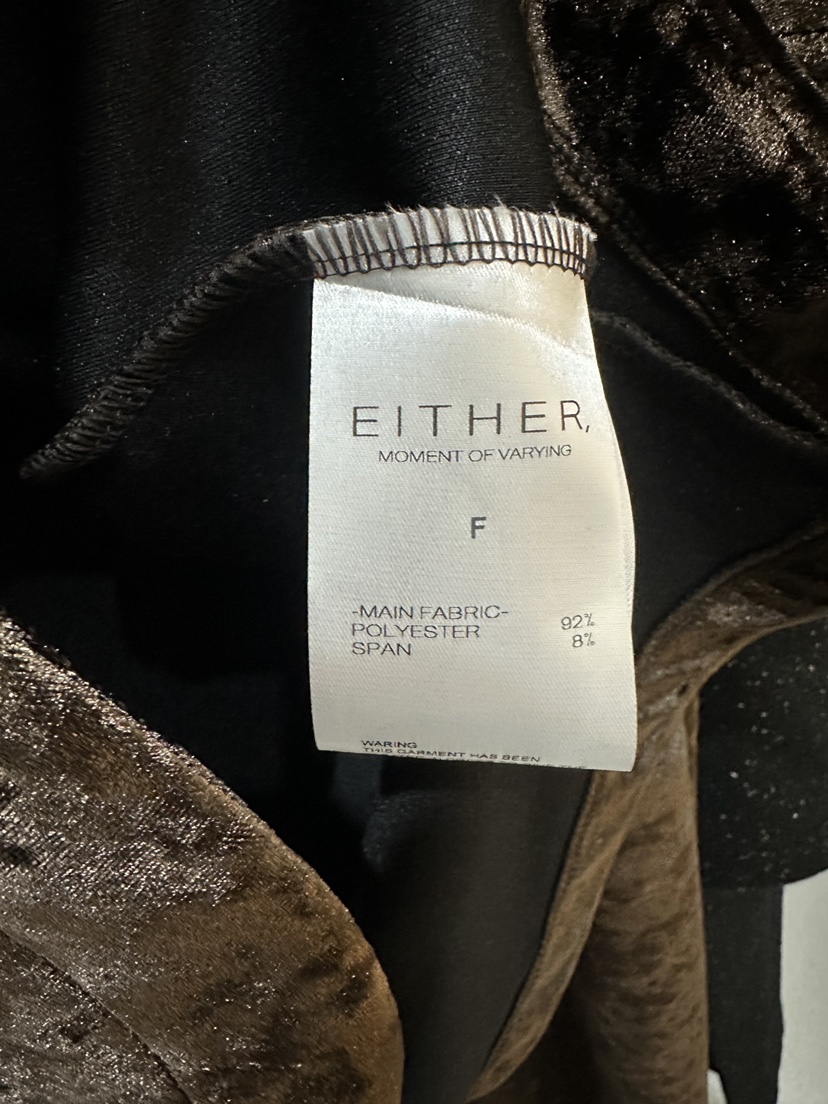 EITHER,
MOMENT OF VARYING
F
-MAIN FABRIC-
POLYESTER 92%
SPAN 8%
WARING
THIS GARMENT HAS BEEN